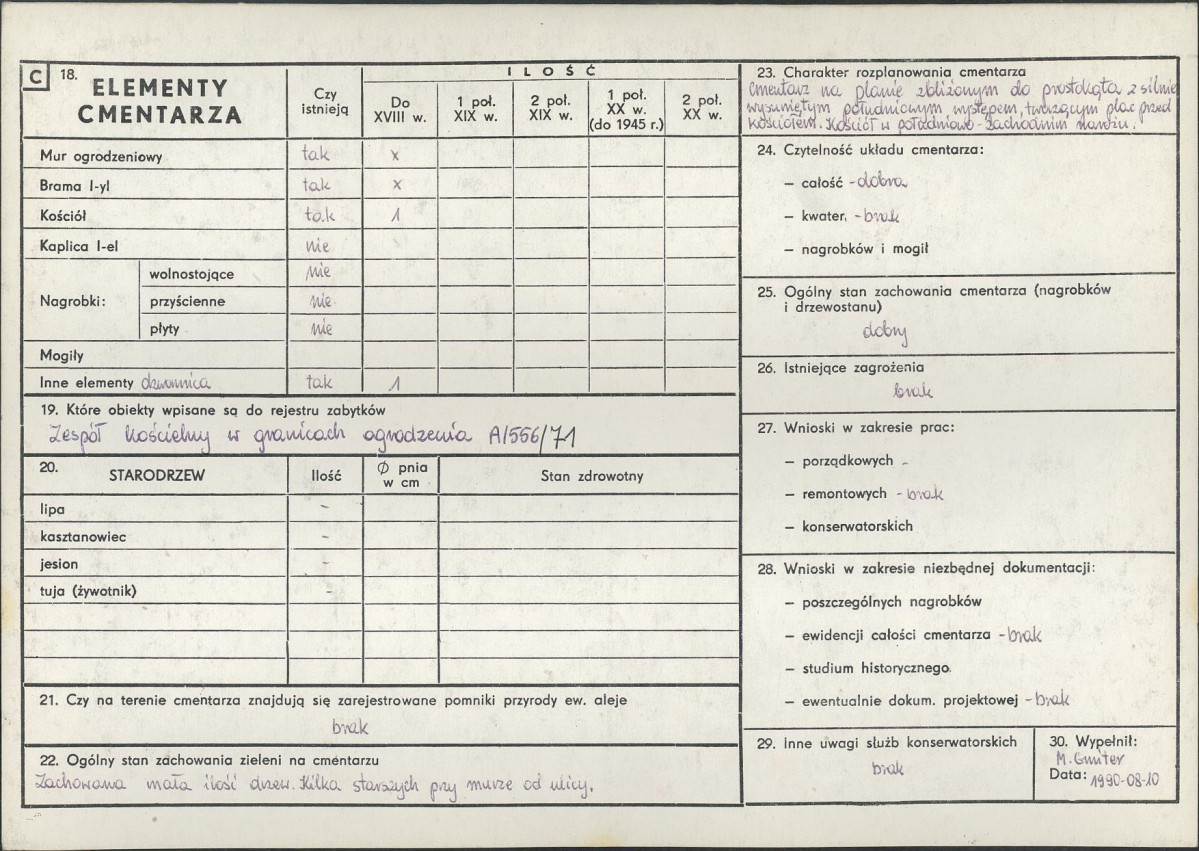 C 18. ELEMENTY CMENTARZA
Czy istnieją
ILOŚĆ
Do XVIII w.
1 poł. XIX w.
2 poł. XIX w.
1 poł. XX w. (do 1945 r.)
2 poł. XX w.
Mur ogrodzeniowy tak x
Brama I-yl tak x
Kościół tak 1
Kaplica I-el nie
Nagrobki: wolnostojące nie
przyścienne nie
płyty nie
Mogiły
Inne elementy dzwonnica tak 1
19. Które obiekty wpisane są do rejestru zabytków
Zespół kościelny w granicach ogrodzenia A/556/71
20. STARODRZEW Ilość Ø pnia w cm Stan zdrowotny
lipa -
kasztanowiec -
jesion
tuja (żywotnik) -
21. Czy na terenie cmentarza znajdują się zarejestrowane pomniki przyrody ew. aleje
brak
22. Ogólny stan zachowania zieleni na cmentarzu
Zachowana mała ilość drzew. Kilka starszych przy murze od ulicy.
23. Charakter rozplanowania cmentarza
Cmentarz na planie zbliżonym do prostokąta z silnie
wysuniętym południowym występem, tworzącym plac przed
kościołem. Kościół w południowo-zachodnim narożu.
24. Czytelność układu cmentarza:
— całość - dobra
— kwater, - brak
— nagrobków i mogił
25. Ogólny stan zachowania cmentarza (nagrobków
i drzewostanu)
dobry
26. Istniejące zagrożenia
brak
27. Wnioski w zakresie prac:
— porządkowych -
— remontowych - brak
— konserwatorskich
28. Wnioski w zakresie niezbędnej dokumentacji:
— poszczególnych nagrobków
— ewidencji całości cmentarza - brak
— studium historycznego
— ewentualnie dokum. projektowej - brak
29. Inne uwagi służb konserwatorskich
brak
30. Wypełnił:
M. Gunter
Data: 1990-08-10